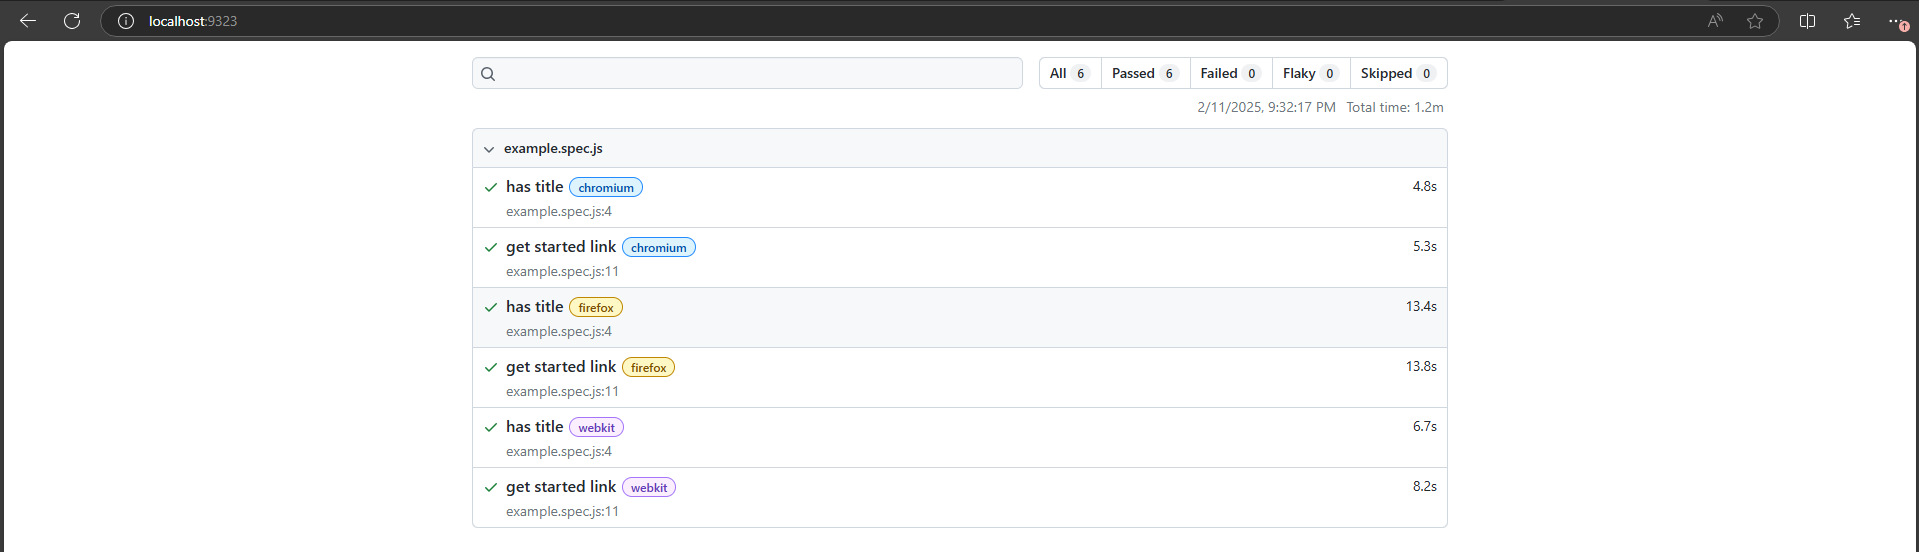 localhost:9323
All 6 Passed 6 Failed 0 Flaky 0 Skipped 0
2/11/2025, 9:32:17 PM Total time: 1.2m
example.spec.js
has title chromium 4.8s
example.spec.js:4
get started link chromium 5.3s
example.spec.js:11
has title firefox 13.4s
example.spec.js:4
get started link firefox 13.8s
example.spec.js:11
has title webkit 6.7s
example.spec.js:4
get started link webkit 8.2s
example.spec.js:11